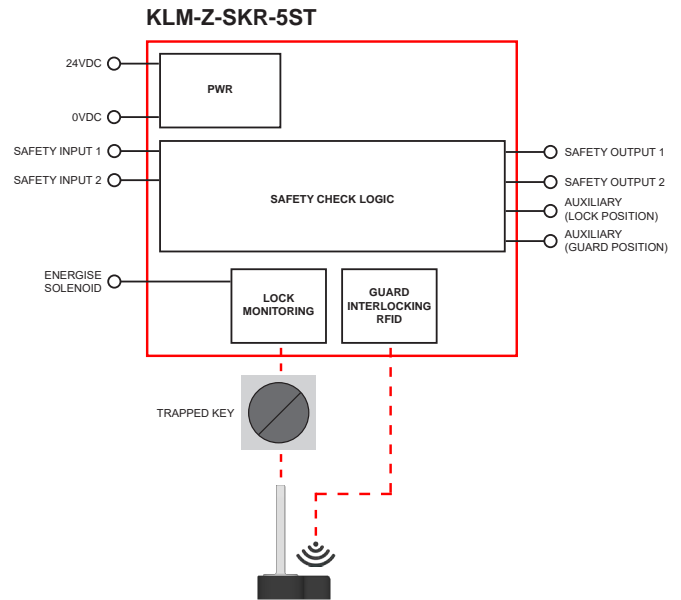 KLM-Z-SKR-5ST
24VDC
PWR
0VDC
SAFETY INPUT 1
SAFETY INPUT 2
SAFETY CHECK LOGIC
SAFETY OUTPUT 1
SAFETY OUTPUT 2
AUXILIARY
(LOCK POSITION)
AUXILIARY
(GUARD POSITION)
ENERGISE
SOLENOID
LOCK
MONITORING
GUARD
INTERLOCKING
RFID
TRAPPED KEY